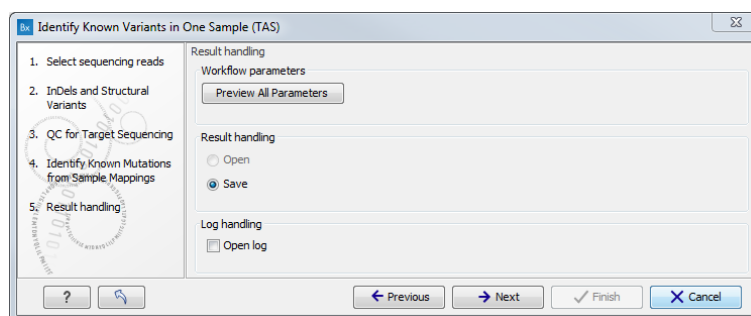 Bx Identify Known Variants in One Sample (TAS)
1. Select sequencing reads
2. InDels and Structural
Variants
3. QC for Target Sequencing
4. Identify Known Mutations
from Sample Mappings
5. Result handling
Result handling
Workflow parameters
Preview All Parameters
Result handling
Open
Save
Log handling
Open log
?
Previous
Next
Finish
Cancel